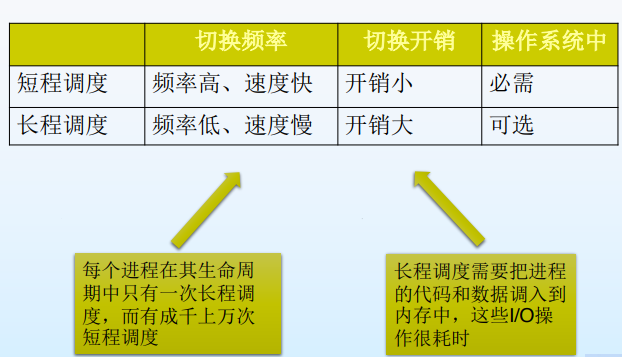 切换频率 切换开销 操作系统中
短程调度 频率高、速度快 开销小 必需
长程调度 频率低、速度慢 开销大 可选
每个进程在其生命周
期中只有一次长程调
度，而有成千上万次
短程调度
长程调度需要把进程
的代码和数据调入到
内存中，这些I/O操
作很耗时